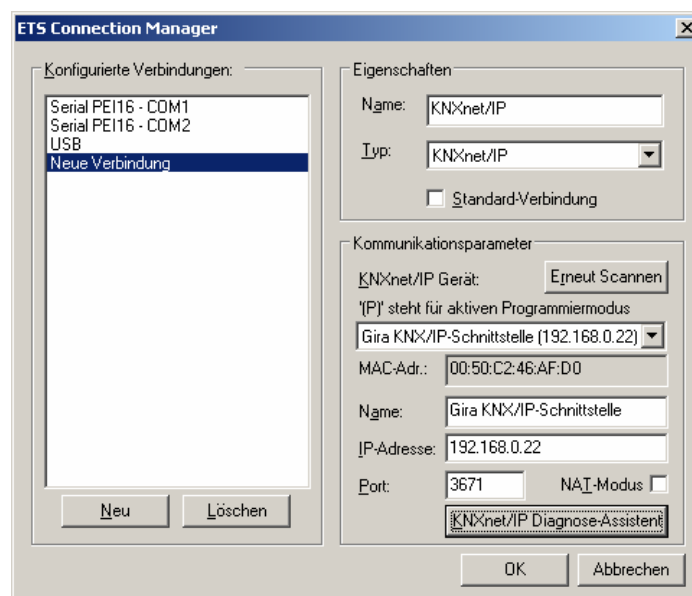 ETS Connection Manager
Konfigurierte Verbindungen:
Serial PEI16 - COM1
Serial PEI16 - COM2
USB
Neue Verbindung
Neu Löschen
Eigenschaften
Name: KNXnet/IP
Typ: KNXnet/IP
Standard-Verbindung
Kommunikationsparameter
KNXnet/IP Gerät: Erneut Scannen
'(P)' steht für aktiven Programmiermodus
Gira KNX/IP-Schnittstelle (192.168.0.22)
MAC-Adr.: 00:50:C2:46:AF:D0
Name: Gira KNX/IP-Schnittstelle
IP-Adresse: 192.168.0.22
Port: 3671 NAT-Modus
KNXnet/IP Diagnose-Assistent
OK Abbrechen